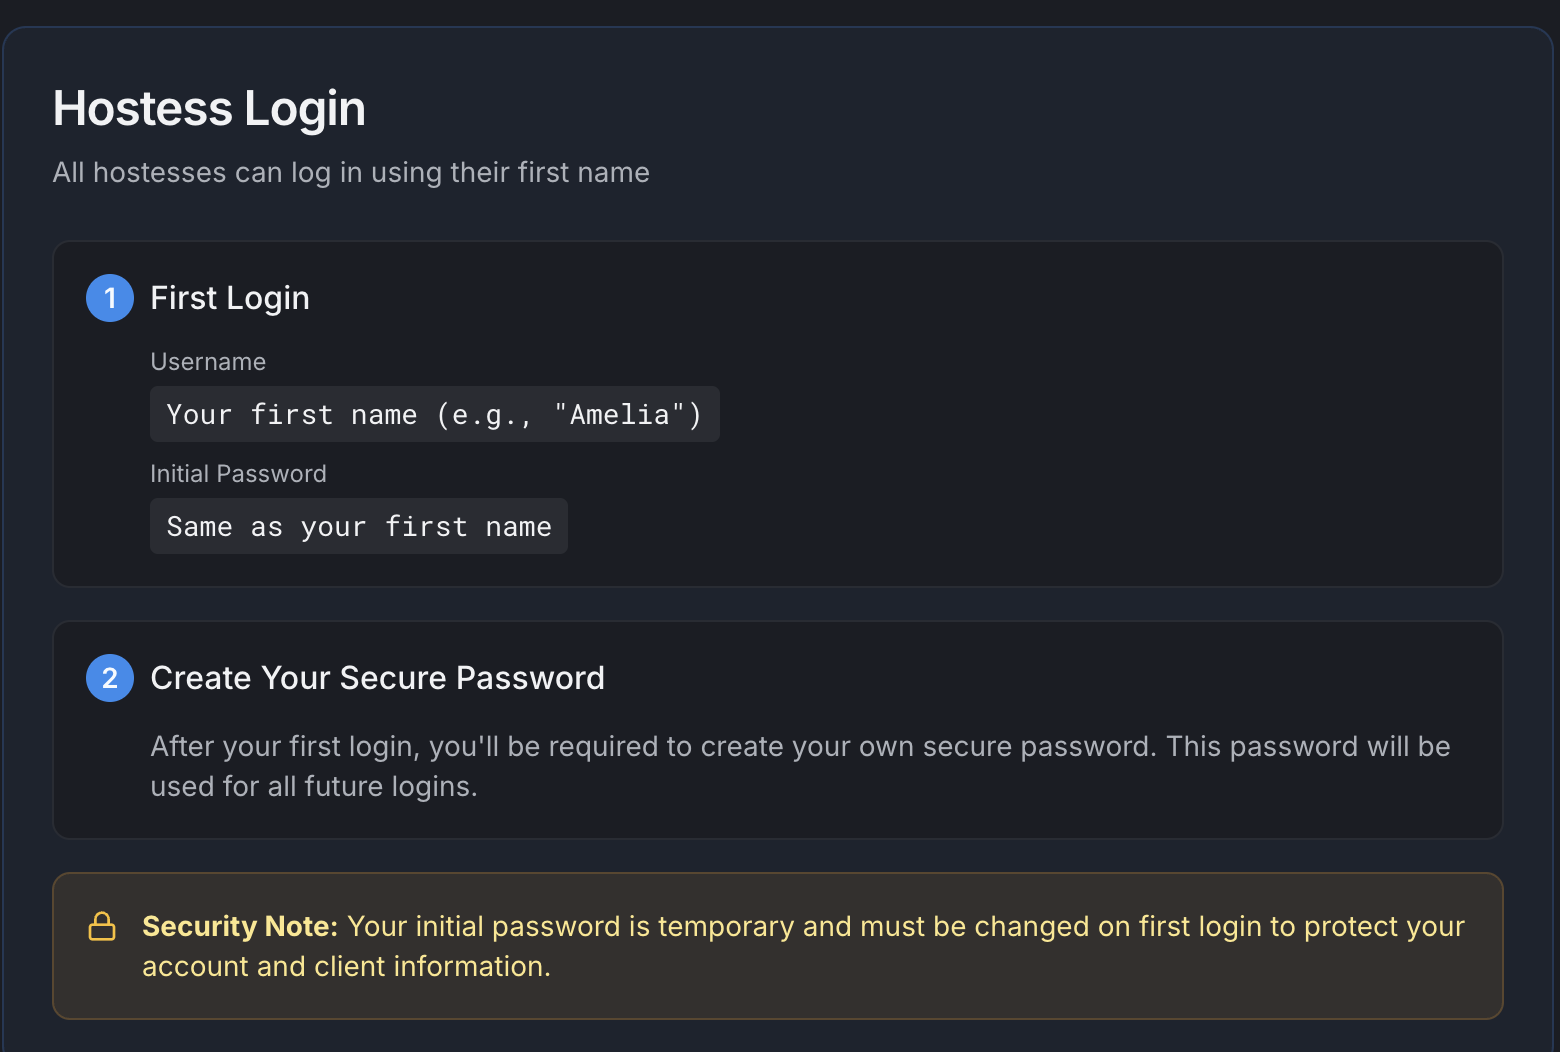 Hostess Login
All hostesses can log in using their first name
1 First Login
Username
Your first name (e.g., "Amelia")
Initial Password
Same as your first name
2 Create Your Secure Password
After your first login, you'll be required to create your own secure password. This password will be
used for all future logins.
Security Note: Your initial password is temporary and must be changed on first login to protect your
account and client information.